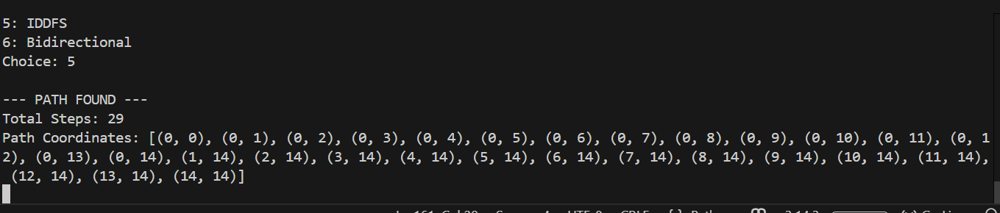 5: IDDFS
6: Bidirectional
Choice: 5
--- PATH FOUND ---
Total Steps: 29
Path Coordinates: [(0, 0), (0, 1), (0, 2), (0, 3), (0, 4), (0, 5), (0, 6), (0, 7), (0, 8), (0, 9), (0, 10), (0, 11), (0, 1
2), (0, 13), (0, 14), (1, 14), (2, 14), (3, 14), (4, 14), (5, 14), (6, 14), (7, 14), (8, 14), (9, 14), (10, 14), (11, 14),
(12, 14), (13, 14), (14, 14)]